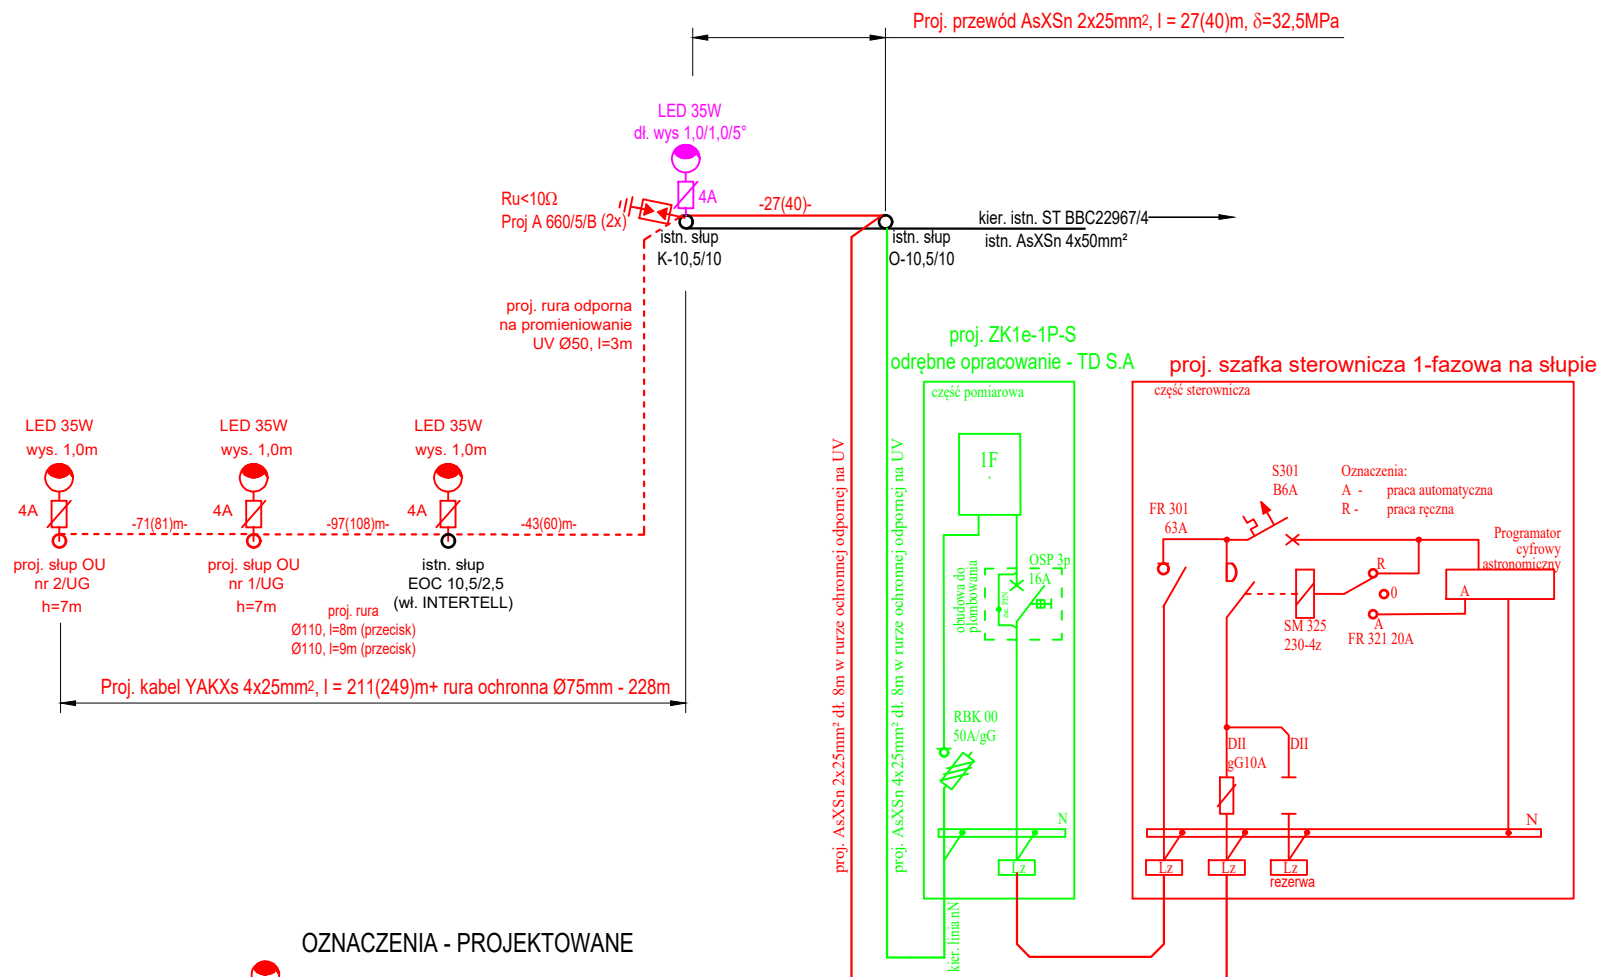 Proj. przewód AsXSn 2x25mm², l = 27(40)m, δ=32,5MPa
LED 35W
dł. wys 1,0/1,0/5°
4A
Ru<10Ω
Proj A 660/5/B (2x)
-27(40)-
kier. istn. ST BBC22967/4
istn. AsXSn 4x50mm²
istn. słup
K-10,5/10
istn. słup
O-10,5/10
proj. rura odporna
na promieniowanie
UV Ø50, l=3m
proj. ZK1e-1P-S
odrębne opracowanie - TD S.A
proj. szafka sterownicza 1-fazowa na słupie
LED 35W
wys. 1,0m
4A
LED 35W
wys. 1,0m
4A
LED 35W
wys. 1,0m
4A
-71(81)m-
-97(108)m-
-43(60)m-
proj. słup OU
nr 2/UG
h=7m
proj. słup OU
nr 1/UG
h=7m
istn. słup
EOC 10,5/2,5
(wł. INTERTELL)
proj. rura
Ø110, l=8m (przecisk)
Ø110, l=9m (przecisk)
Proj. kabel YAKXs 4x25mm², l = 211(249)m+ rura ochronna Ø75mm - 228m
proj. AsXSn 2x25mm² dł. 8m w rurze ochronnej odpornej na UV
proj. AsXSn 4x25mm² dł. 8m w rurze ochronnej odpornej na UV
część pomiarowa
1F
OSP 3p
16A
obudowa do
plombowania
zac. PEN
RBK 00
50A/gG
N
Lz
kier. linia nN
część sterownicza
S301
B6A
Oznaczenia:
A - praca automatyczna
R - praca ręczna
FR 301
63A
Programator
cyfrowy
astronomiczny
A
R
0
A
SM 325
230-4z
FR 321 20A
DII
gG10A
DII
N
Lz
Lz
Lz
rezerwa
OZNACZENIA - PROJEKTOWANE